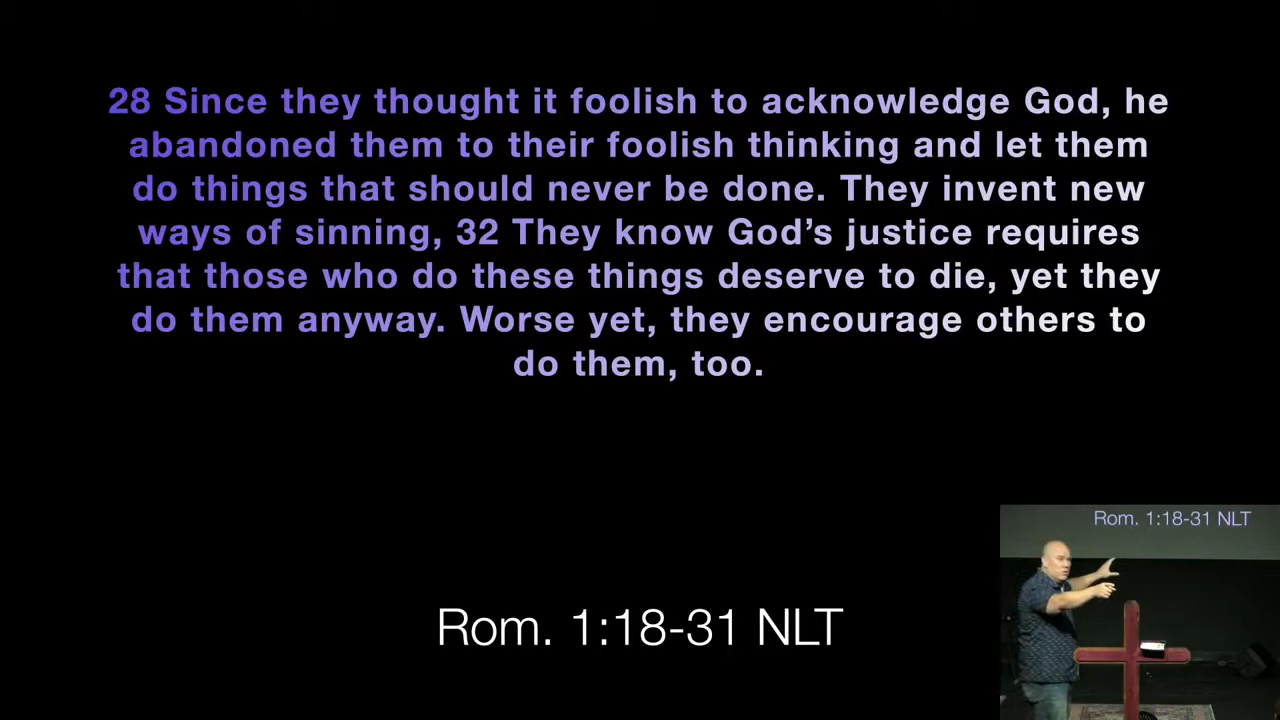 28 Since they thought it foolish to acknowledge God, he
abandoned them to their foolish thinking and let them
do things that should never be done. They invent new
ways of sinning, 32 They know God’s justice requires
that those who do these things deserve to die, yet they
do them anyway. Worse yet, they encourage others to
do them, too.
Rom. 1:18-31 NLT
Rom. 1:18-31 NLT